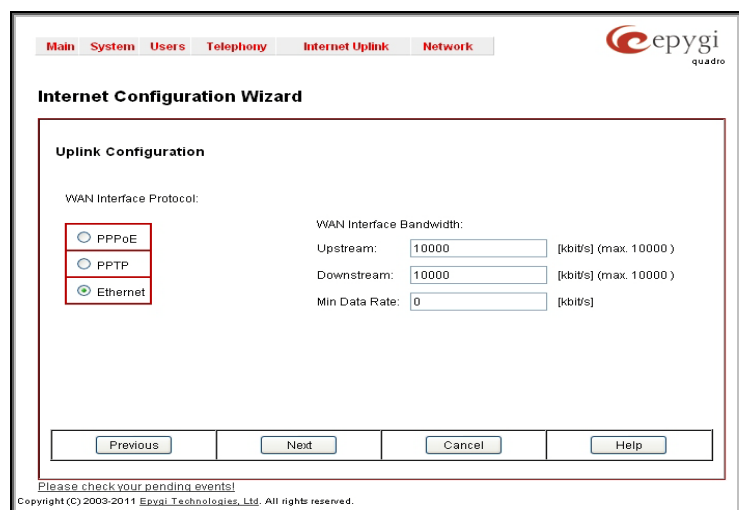 Main System Users Telephony Internet Uplink Network
epygi
quadro
Internet Configuration Wizard
Uplink Configuration
WAN Interface Protocol:
PPPoE
PPTP
Ethernet
WAN Interface Bandwidth:
Upstream: 10000 [kbit/s] (max. 10000 )
Downstream: 10000 [kbit/s] (max. 10000 )
Min Data Rate: 0 [kbit/s]
Previous Next Cancel Help
Please check your pending events!
Copyright (C) 2003-2011 Epygi Technologies, Ltd. All rights reserved.